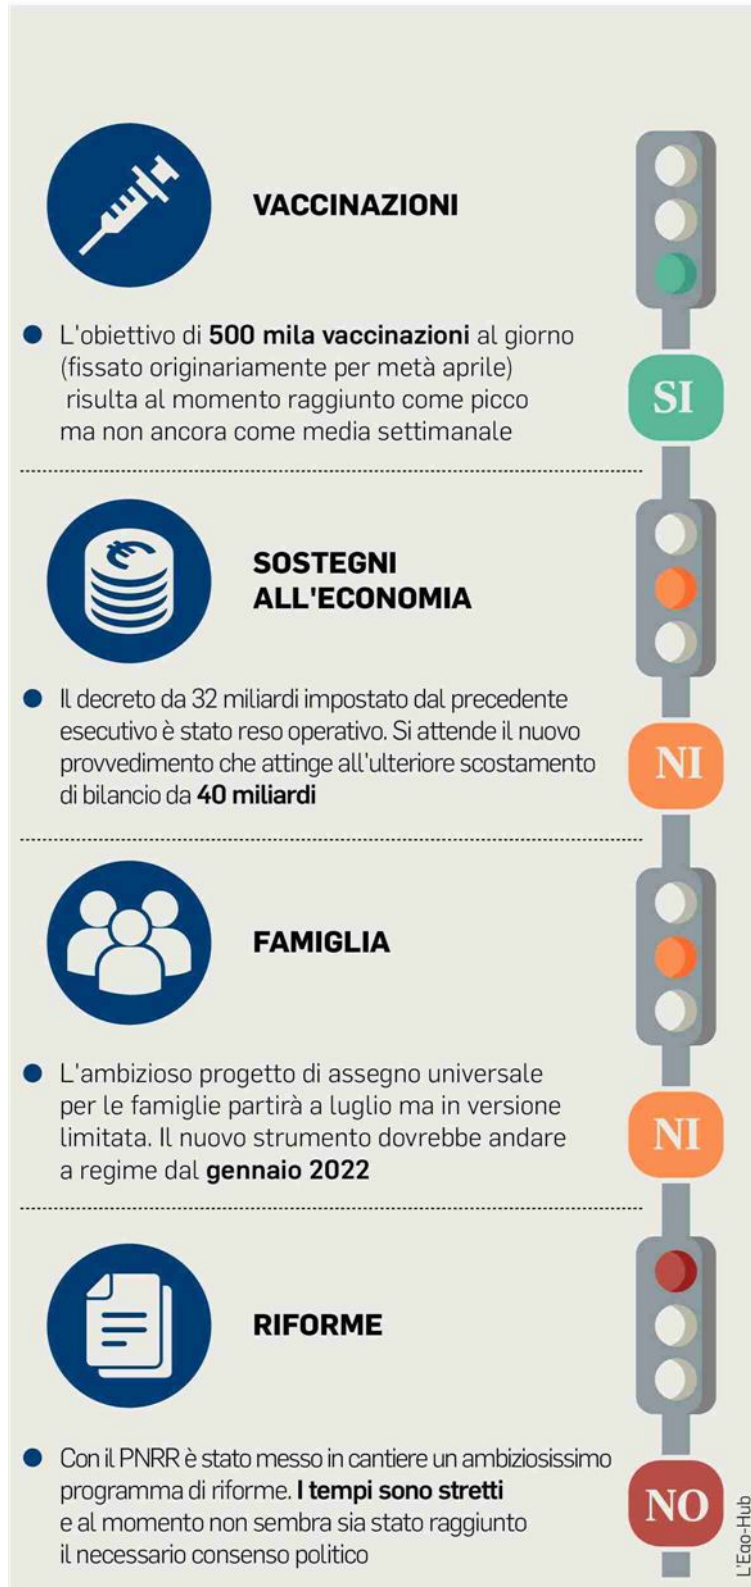 VACCINAZIONI
● L'obiettivo di 500 mila vaccinazioni al giorno
(fissato originariamente per metà aprile)
risulta al momento raggiunto come picco
ma non ancora come media settimanale
SI
SOSTEGNI
ALL'ECONOMIA
● Il decreto da 32 miliardi impostato dal precedente
esecutivo è stato reso operativo. Si attende il nuovo
provvedimento che attinge all'ulteriore scostamento
di bilancio da 40 miliardi
NI
FAMIGLIA
● L'ambizioso progetto di assegno universale
per le famiglie partirà a luglio ma in versione
limitata. Il nuovo strumento dovrebbe andare
a regime dal gennaio 2022
NI
RIFORME
● Con il PNRR è stato messo in cantiere un ambiziosissimo
programma di riforme. I tempi sono stretti
e al momento non sembra sia stato raggiunto
il necessario consenso politico
NO
L'Ego-Hub